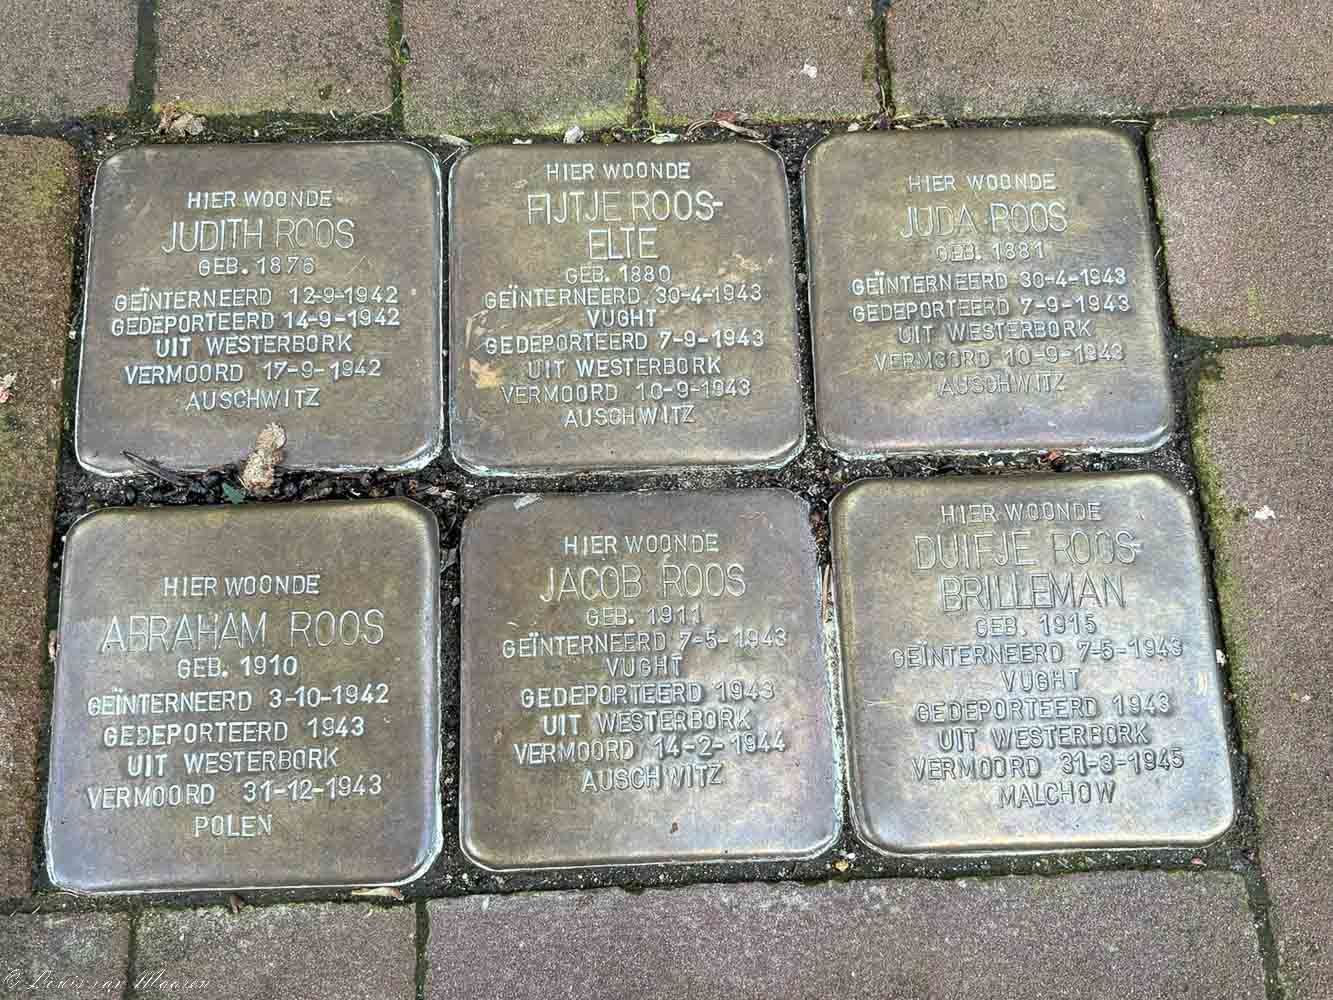 HIER WOONDE
JUDITH ROOS
GEB. 1876
GEÏNTERNEERD 12-9-1942
GEDEPORTEERD 14-9-1942
UIT WESTERBORK
VERMOORD 17-9-1942
AUSCHWITZ
HIER WOONDE
FIJTJE ROOS-
ELTE
GEB. 1880
GEÏNTERNEERD 30-4-1943
VUGHT
GEDEPORTEERD 7-9-1943
UIT WESTERBORK
VERMOORD 10-9-1943
AUSCHWITZ
HIER WOONDE
JUDA ROOS
GEB. 1881
GEÏNTERNEERD 30-4-1943
GEDEPORTEERD 7-9-1943
UIT WESTERBORK
VERMOORD 10-9-1943
AUSCHWITZ
HIER WOONDE
ABRAHAM ROOS
GEB. 1910
GEÏNTERNEERD 3-10-1942
GEDEPORTEERD 1943
UIT WESTERBORK
VERMOORD 31-12-1943
POLEN
HIER WOONDE
JACOB ROOS
GEB. 1911
GEÏNTERNEERD 7-5-1943
VUGHT
GEDEPORTEERD 1943
UIT WESTERBORK
VERMOORD 14-2-1944
AUSCHWITZ
HIER WOONDE
DUIFJE ROOS-
BRILLEMAN
GEB. 1915
GEÏNTERNEERD 7-5-1943
VUGHT
GEDEPORTEERD 1943
UIT WESTERBORK
VERMOORD 31-3-1945
MALCHOW
© Louis van Maaren